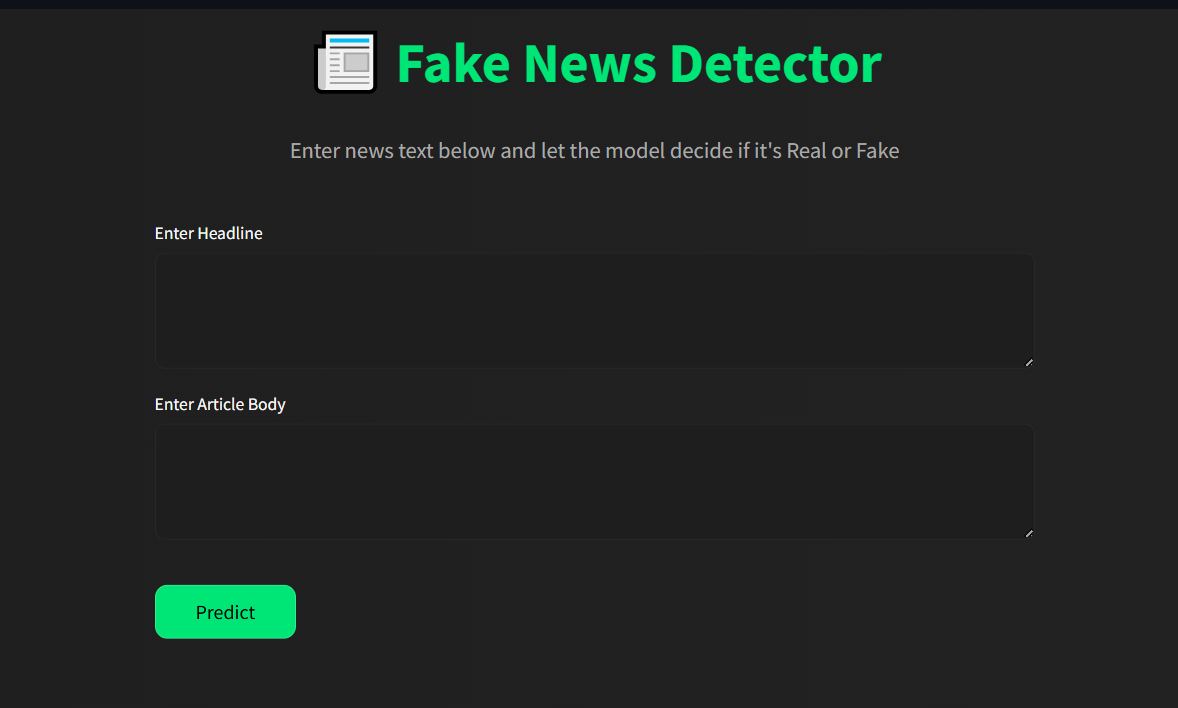 Fake News Detector
Enter news text below and let the model decide if it's Real or Fake
Enter Headline
Enter Article Body
Predict